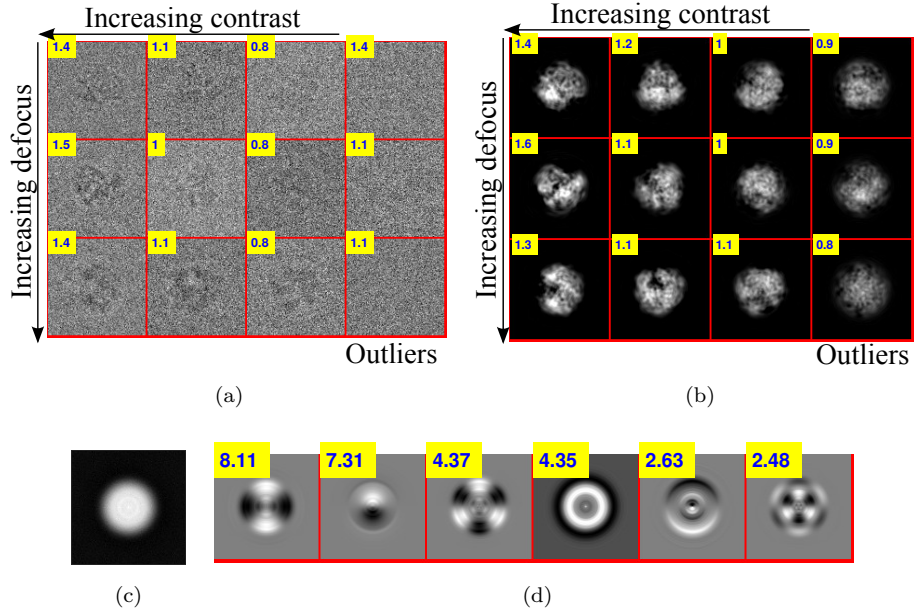 Increasing contrast
Increasing defocus
1.4 1.1 0.8 1.4
1.5 1 0.8 1.1
1.4 1.1 0.8 1.1
Outliers
(a)
Increasing contrast
Increasing defocus
1.4 1.2 1 0.9
1.6 1.1 1 0.9
1.3 1.1 1.1 0.8
Outliers
(b)
(c)
8.11 7.31 4.37 4.35 2.63 2.48
(d)